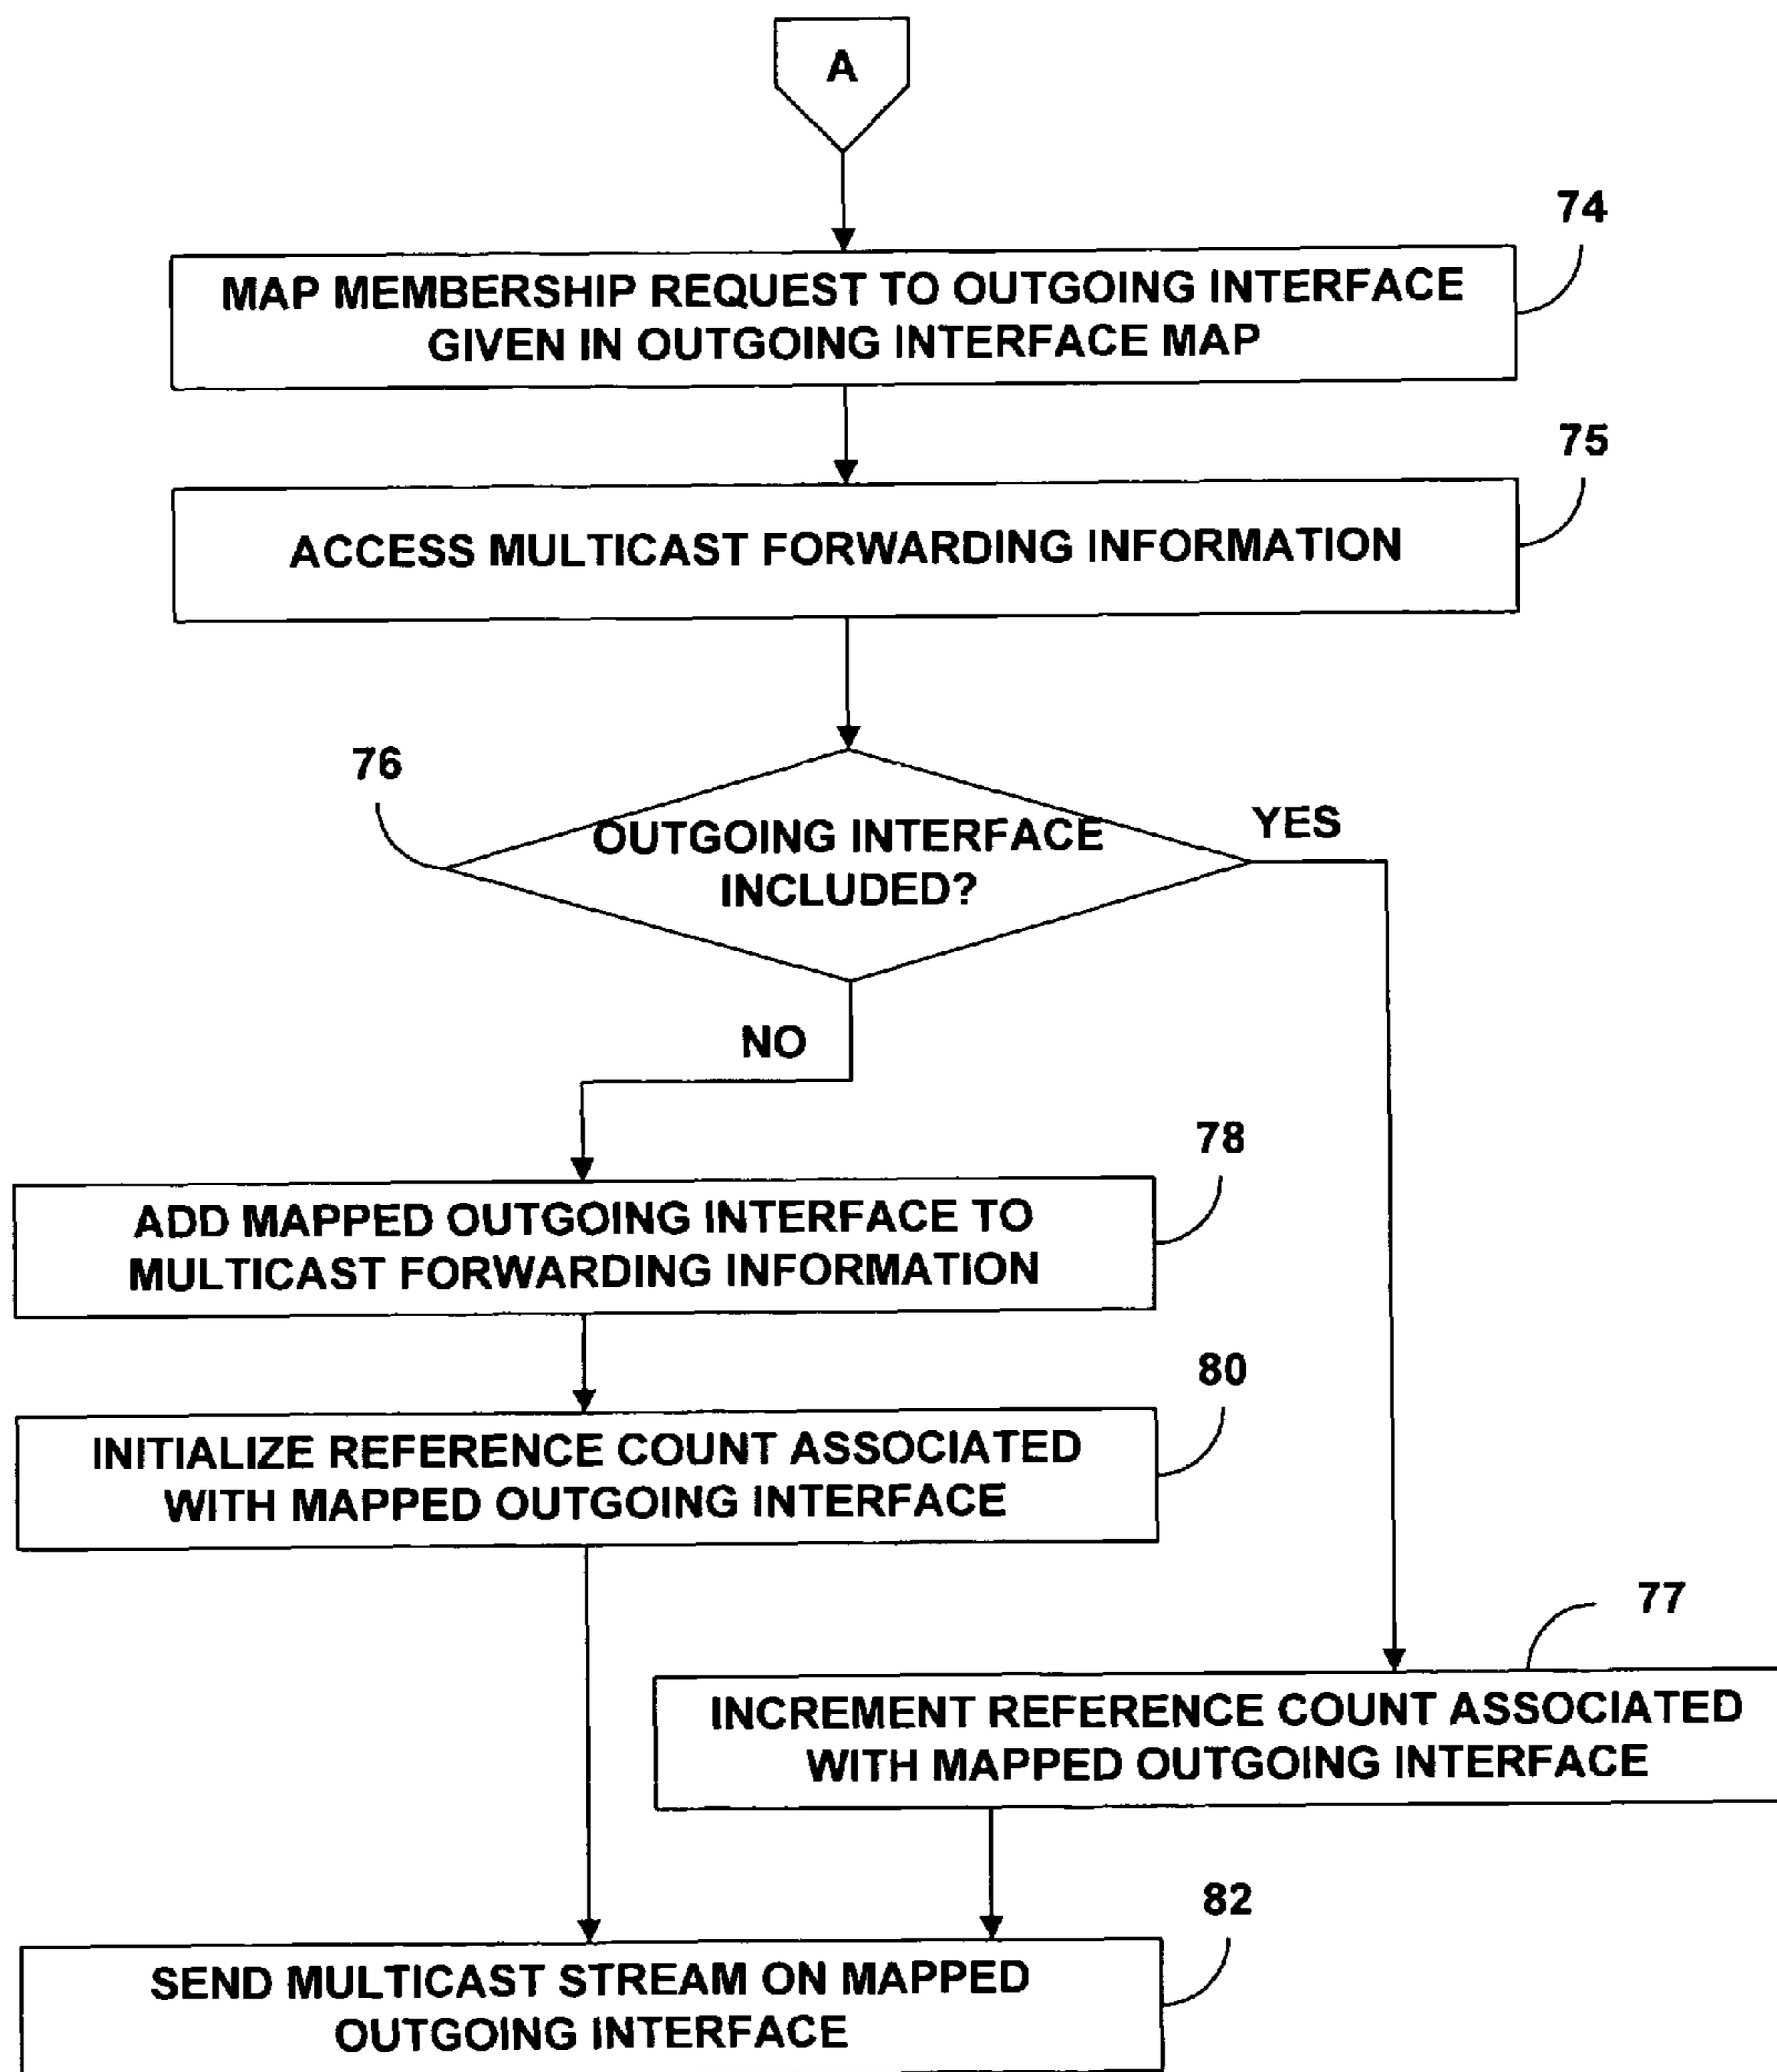 A
74
MAP MEMBERSHIP REQUEST TO OUTGOING INTERFACE
GIVEN IN OUTGOING INTERFACE MAP
75
ACCESS MULTICAST FORWARDING INFORMATION
76
OUTGOING INTERFACE
INCLUDED?
YES
NO
78
ADD MAPPED OUTGOING INTERFACE TO
MULTICAST FORWARDING INFORMATION
80
INITIALIZE REFERENCE COUNT ASSOCIATED
WITH MAPPED OUTGOING INTERFACE
77
INCREMENT REFERENCE COUNT ASSOCIATED
WITH MAPPED OUTGOING INTERFACE
82
SEND MULTICAST STREAM ON MAPPED
OUTGOING INTERFACE